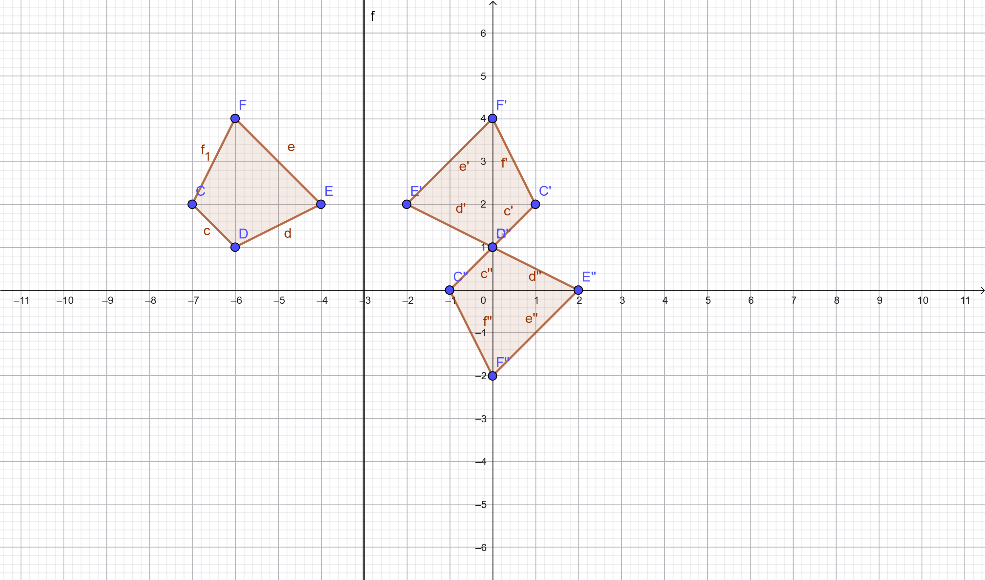 f
6
5
F F' 4
f₁ e e' 3 f'
C E E' d' 2 c' C'
c D d 1 D'
C'' c'' d'' E''
–11 –10 –9 –8 –7 –6 –5 –4 –3 –2 –1 0 1 2 3 4 5 6 7 8 9 10 11
f'' e''
–1
–2 F''
–3
–4
–5
–6